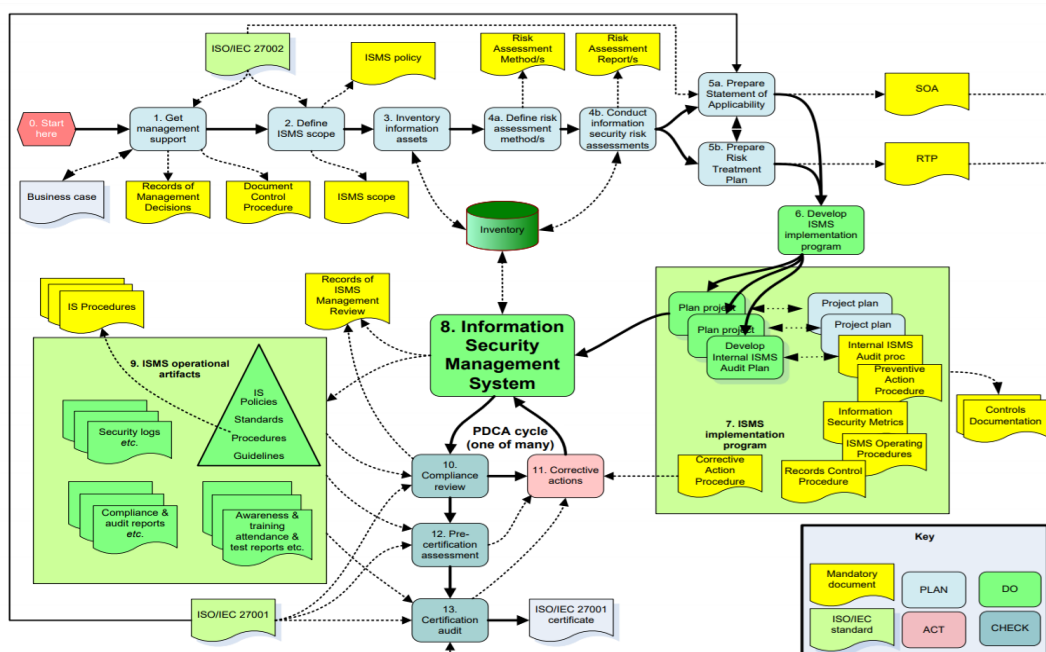 ISO/IEC 27002
ISMS policy
Risk
Assessment
Method/s
Risk
Assessment
Report/s
5a. Prepare
Statement of
Applicability
SOA
0. Start
here
1. Get
management
support
2. Define
ISMS scope
3. Inventory
information
assets
4a. Define risk
assessment
method/s
4b. Conduct
information
security risk
assessments
5b. Prepare
Risk
Treatment
Plan
RTP
Business case
Records of
Management
Decisions
Document
Control
Procedure
ISMS scope
Inventory
6. Develop
ISMS
implementation
program
Records of
ISMS
Management
Review
IS Procedures
Plan project
Plan project
Develop
Internal ISMS
Audit Plan
Project plan
Project plan
Internal ISMS
Audit proc
Preventive
Action
Procedure
8. Information
Security
Management
System
9. ISMS operational
artifacts
IS
Policies
Standards
Procedures
Guidelines
Security logs
etc.
Information
Security Metrics
Controls
Documentation
PDCA cycle
(one of many)
7. ISMS
implementation
program
ISMS Operating
Procedures
Corrective
Action
Procedure
Records Control
Procedure
10.
Compliance
review
11. Corrective
actions
Compliance &
audit reports
etc.
Awareness &
training
attendance &
test reports etc.
12. Pre-
certification
assessment
Key
Mandatory
document
PLAN
DO
ISO/IEC
standard
ACT
CHECK
ISO/IEC 27001
13.
Certification
audit
ISO/IEC 27001
certificate